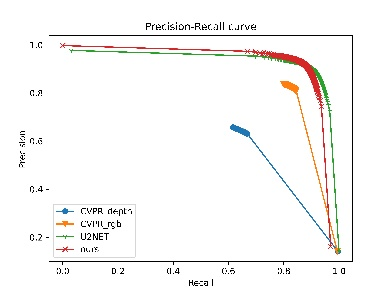 Precision-Recall curve
1.0
0.8
0.6
0.4
0.2
Precision
0.0 0.2 0.4 0.6 0.8 1.0
Recall
CVPR_depth
CVPR_rgb
U2NET
ours